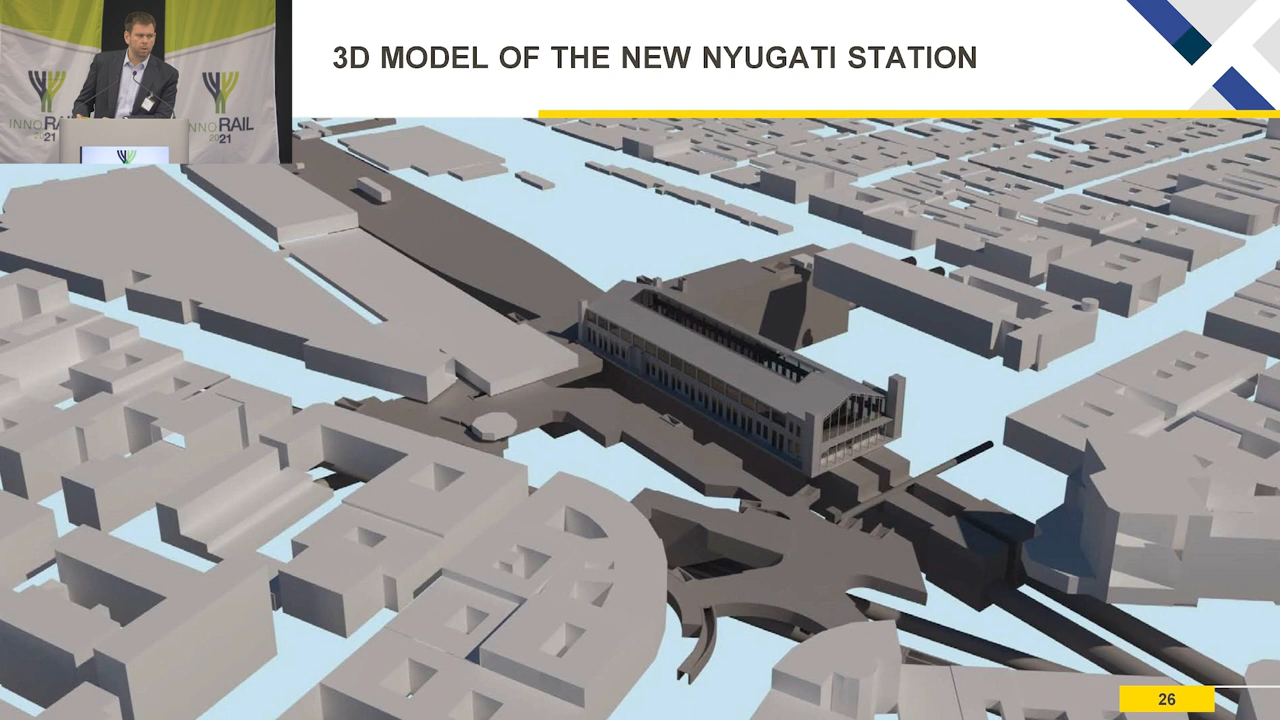 3D MODEL OF THE NEW NYUGATI STATION
INNORAIL
2021
INNORAIL
2021
26